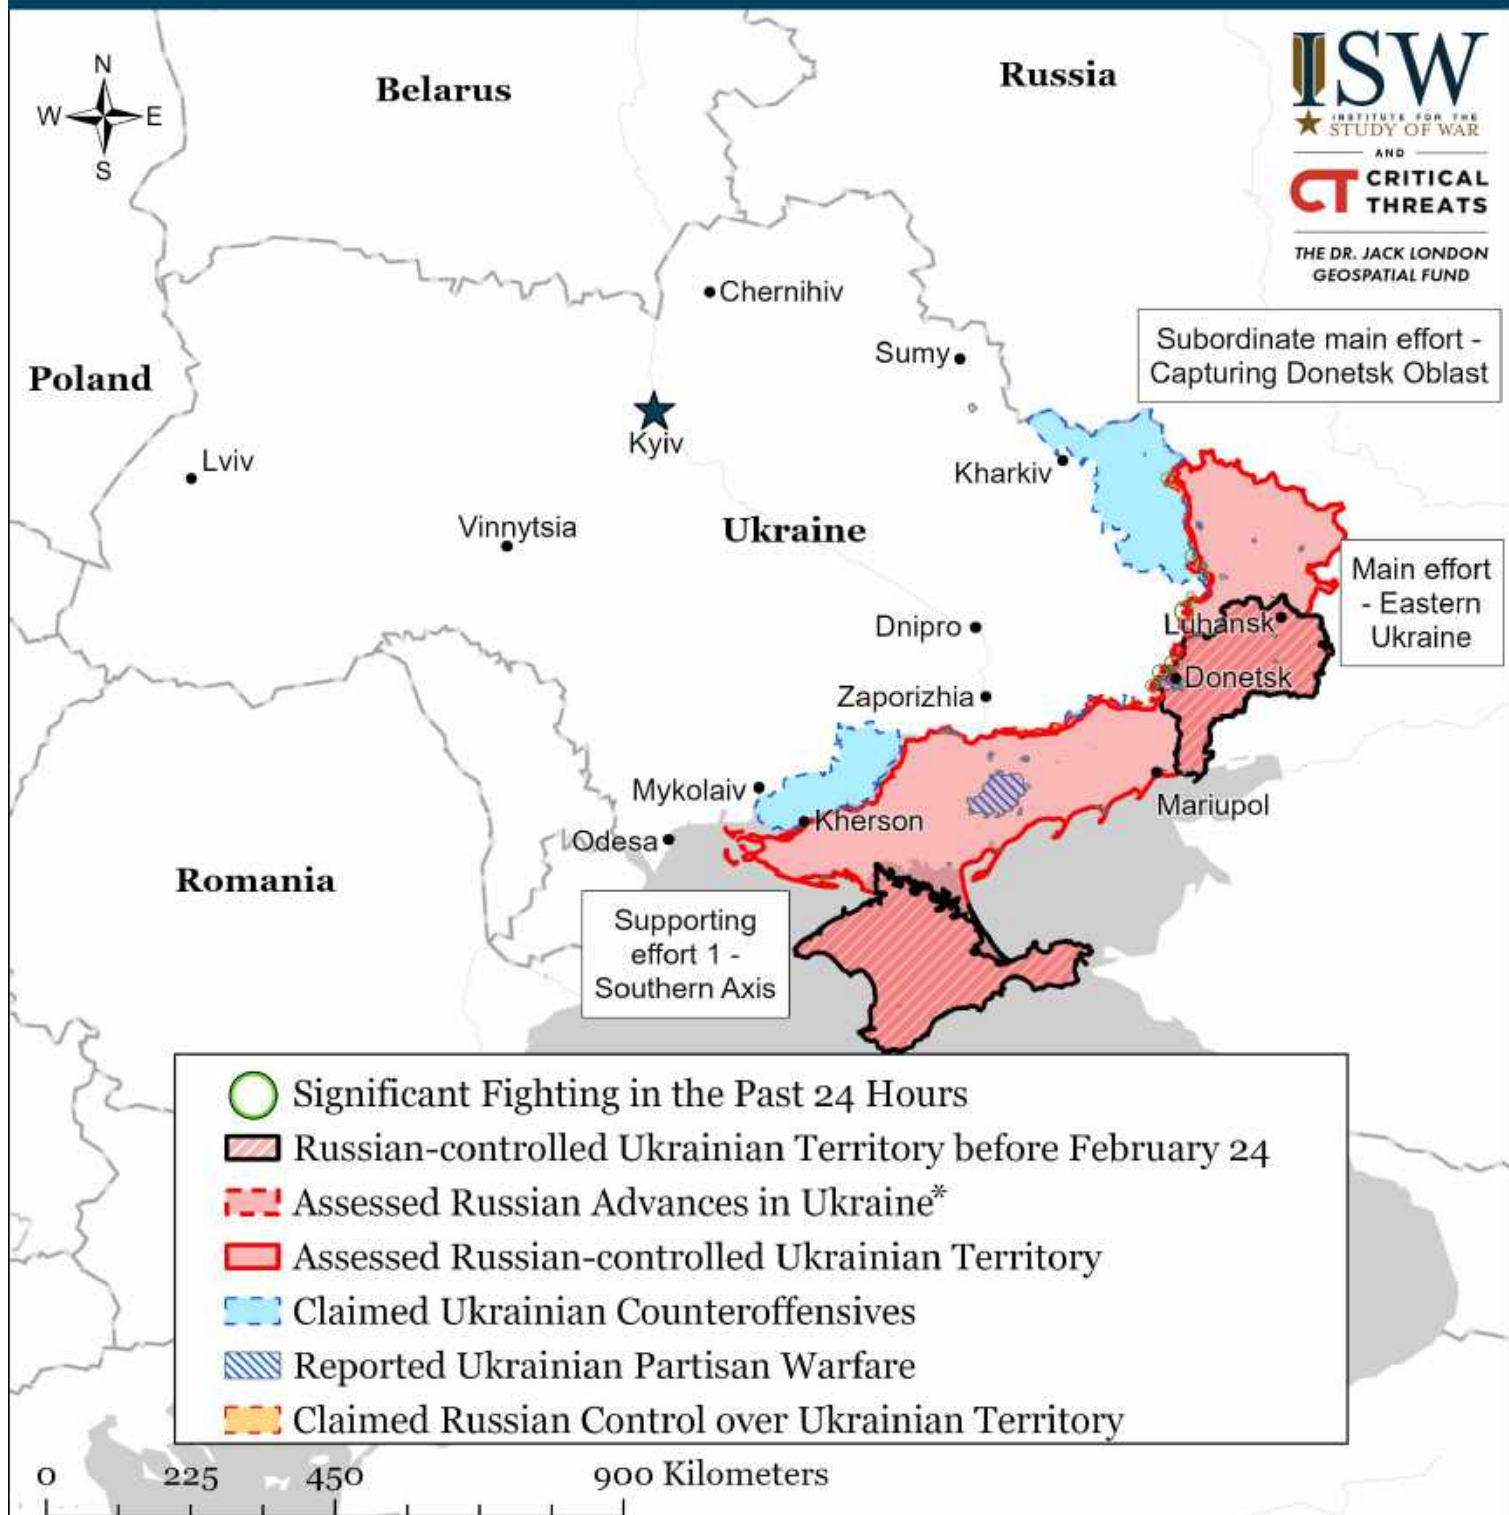 N
W
E
S
Belarus
Russia
ISW
INSTITUTE FOR THE
STUDY OF WAR
AND
CT CRITICAL
THREATS
THE DR. JACK LONDON
GEOSPATIAL FUND
Chernihiv
Sumy
Subordinate main effort -
Capturing Donetsk Oblast
Poland
Kyiv
Lviv
Kharkiv
Vinnytsia
Ukraine
Main effort
- Eastern
Ukraine
Dnipro
Luhansk
Donetsk
Zaporizhia
Mykolaiv
Mariupol
Kherson
Odesa
Romania
Supporting
effort 1 -
Southern Axis
Significant Fighting in the Past 24 Hours
Russian-controlled Ukrainian Territory before February 24
Assessed Russian Advances in Ukraine*
Assessed Russian-controlled Ukrainian Territory
Claimed Ukrainian Counteroffensives
Reported Ukrainian Partisan Warfare
Claimed Russian Control over Ukrainian Territory
0 225 450 900 Kilometers